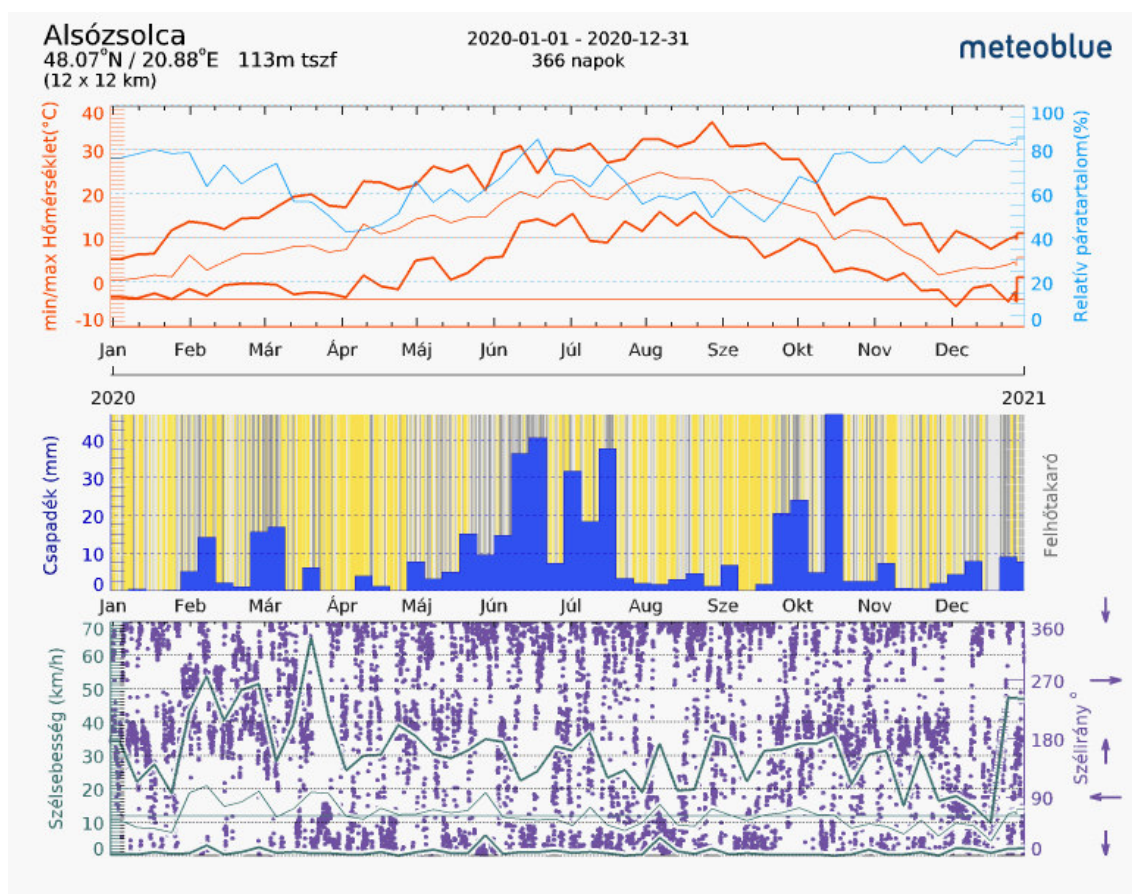 Alsózsolca
48.07°N / 20.88°E 113m tszf
(12 x 12 km)
2020-01-01 - 2020-12-31
366 napok
meteoblue
min/max Hőmérséklet(°C)
40
30
20
10
0
-10
100
80
60
40
20
0
Relatív páratartalom(%)
Jan Feb Már Ápr Máj Jún Júl Aug Sze Okt Nov Dec
2020 2021
Csapadék (mm)
40
30
20
10
0
Felhőtakaró
Jan Feb Már Ápr Máj Jún Júl Aug Sze Okt Nov Dec
Szélsebesség (km/h)
70
60
50
40
30
20
10
0
360
270
180
90
0
Szélirány °